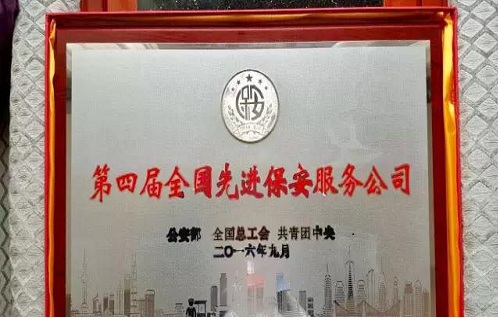 第四届全国先进保安服务公司
公安部 全国总工会 共青团中央
二〇一六年九月